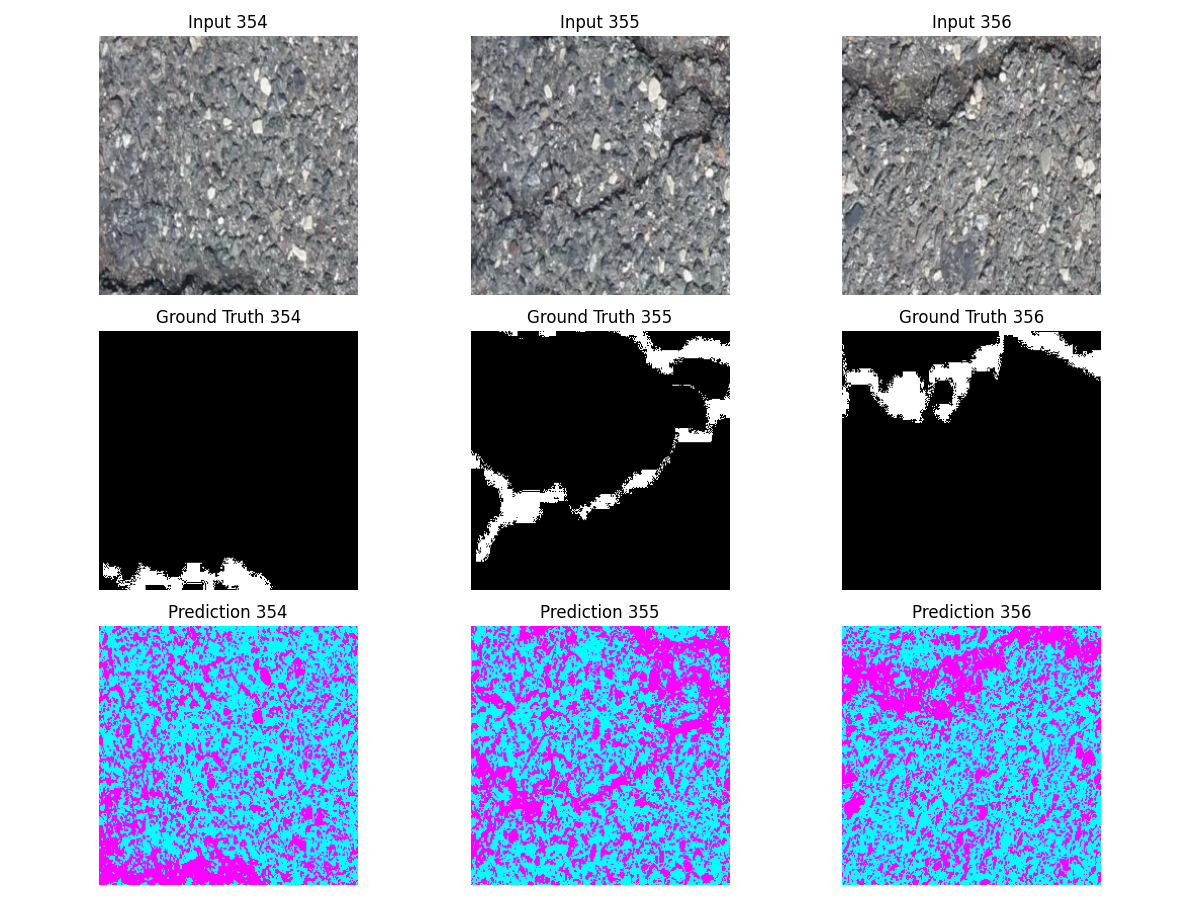 Input 354
Input 355
Input 356
Ground Truth 354
Ground Truth 355
Ground Truth 356
Prediction 354
Prediction 355
Prediction 356